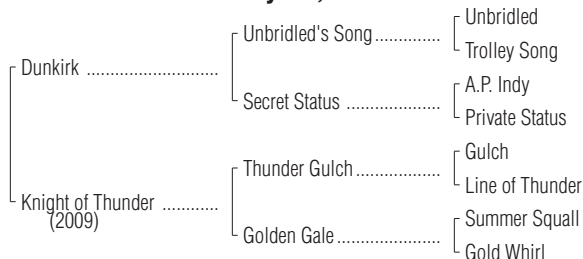 Unbridled
Unbridled's Song ..............
Trolley Song
Dunkirk ............................
A.P. Indy
Secret Status ....................
Private Status
Gulch
Thunder Gulch ..................
Line of Thunder
Knight of Thunder ............
(2009)
Summer Squall
Golden Gale ......................
Gold Whirl